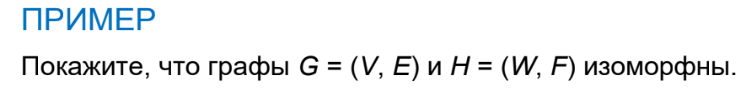 ПРИМЕР
Покажите, что графы G = (V, E) и H = (W, F) изоморфны.